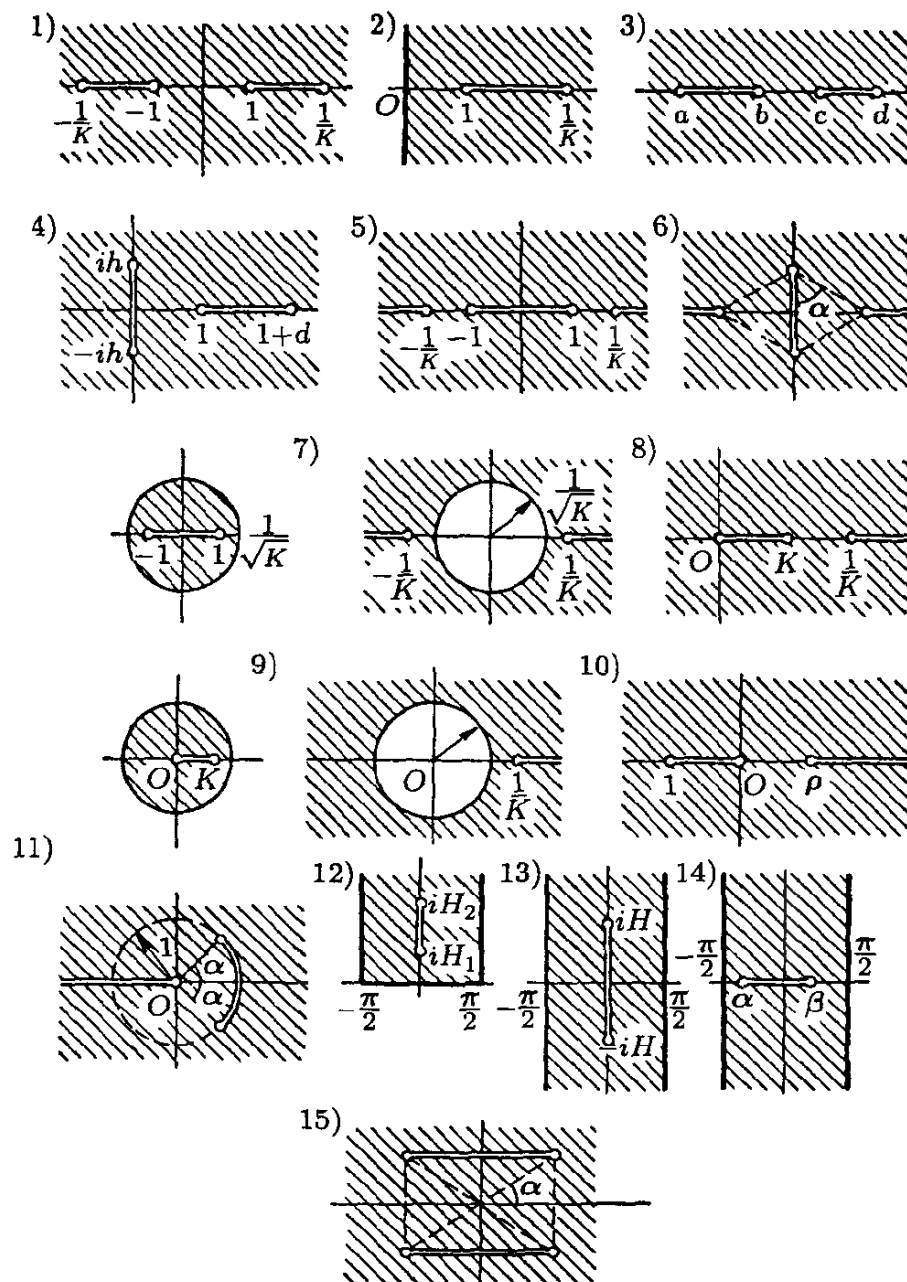 1) 2) 3)
-1/K -1 1 1/K O 1 1/K a b c d
4) 5) 6)
ih -ih 1 1+d -1/K -1 1 1/K α
7) 8)
-1 1 1/√K 1/√K -1/K 1/K O K 1/K
9) 10)
O K O 1/K 1 O ρ
11) 12) 13) 14)
1 α α O iH₂ iH₁ -π/2 π/2 iH -iH -π/2 π/2 -π/2 π/2 α β
15)
α